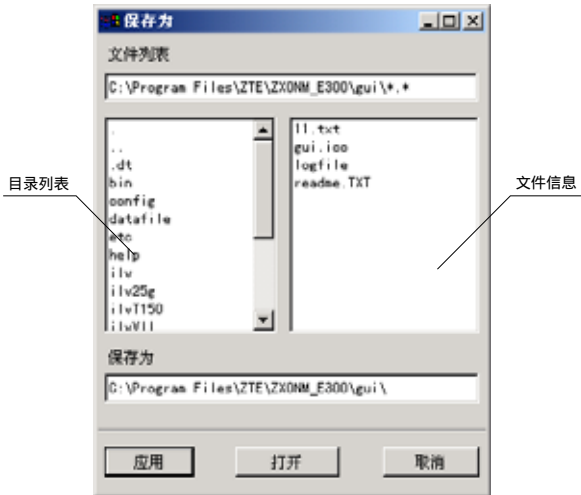 保存为
文件列表
C:\Program Files\ZTE\ZXONM_E300\gui\*.*
.
..
.dt
bin
config
datafile
etc
help
ilv
ilv25g
ilvT150
ilvVII
11.txt
gui.ico
logfile
readme.TXT
目录列表
文件信息
保存为
C:\Program Files\ZTE\ZXONM_E300\gui\
应用
打开
取消